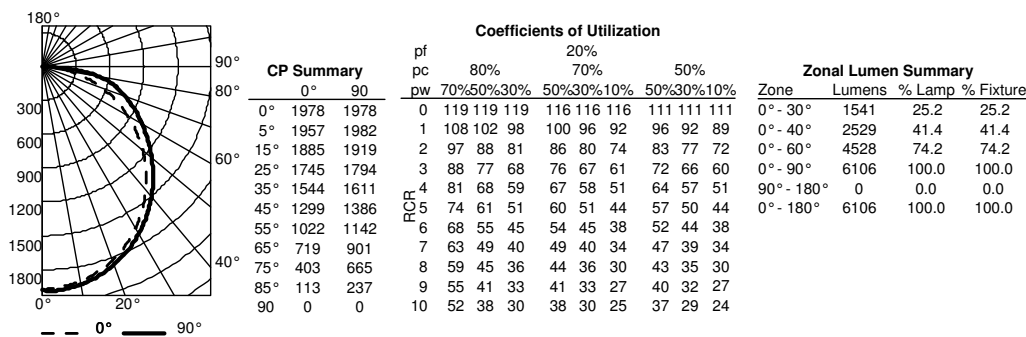 180°
90°
80°
60°
40°
300
600
900
1200
1500
1800
0° 20°
0° 90°
CP Summary
0° 90
0° 1978 1978
5° 1957 1982
15° 1885 1919
25° 1745 1794
35° 1544 1611
45° 1299 1386
55° 1022 1142
65° 719 901
75° 403 665
85° 113 237
90 0 0
Coefficients of Utilization
pf 20%
pc 80% 70% 50%
pw 70%50%30% 50%30%10% 50%30%10%
RCR
0 119 119 119 116 116 116 111 111 111
1 108 102 98 100 96 92 96 92 89
2 97 88 81 86 80 74 83 77 72
3 88 77 68 76 67 61 72 66 60
4 81 68 59 67 58 51 64 57 51
5 74 61 51 60 51 44 57 50 44
6 68 55 45 54 45 38 52 44 38
7 63 49 40 49 40 34 47 39 34
8 59 45 36 44 36 30 43 35 30
9 55 41 33 41 33 27 40 32 27
10 52 38 30 38 30 25 37 29 24
Zonal Lumen Summary
Zone Lumens % Lamp % Fixture
0°- 30° 1541 25.2 25.2
0°- 40° 2529 41.4 41.4
0°- 60° 4528 74.2 74.2
0°- 90° 6106 100.0 100.0
90°- 180° 0 0.0 0.0
0°- 180° 6106 100.0 100.0